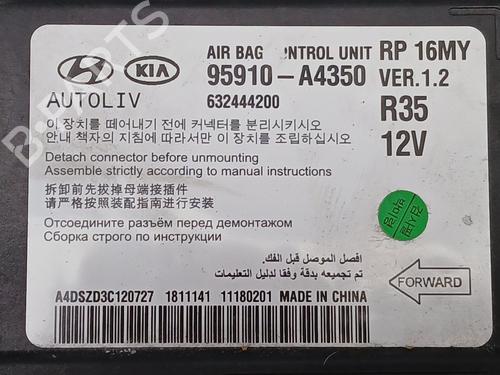 AIR BAG CONTROL UNIT RP 16MY
KIA 95910-A4350 VER.1.2
AUTOLIV 632444200 R35
12V
이 장치를 떼어내기 전에 커넥터를 분리시키시오
안내 책자의 지침에 따라서만 이 장치를 조립하십시오
Detach connector before unmounting
Assemble strictly according to manual instructions
拆卸前先拔掉母端接插件
请严格按照装配指南进行安装
Отсоедините разъём перед демонтажом
Сборка строго по инструкции
افصل الموصل قبل الفك.
تم تجميعه بدقة وفقا لدليل التعليمات
FORWARD
A4DSZD3C120727 1811141 11180201 MADE IN CHINA